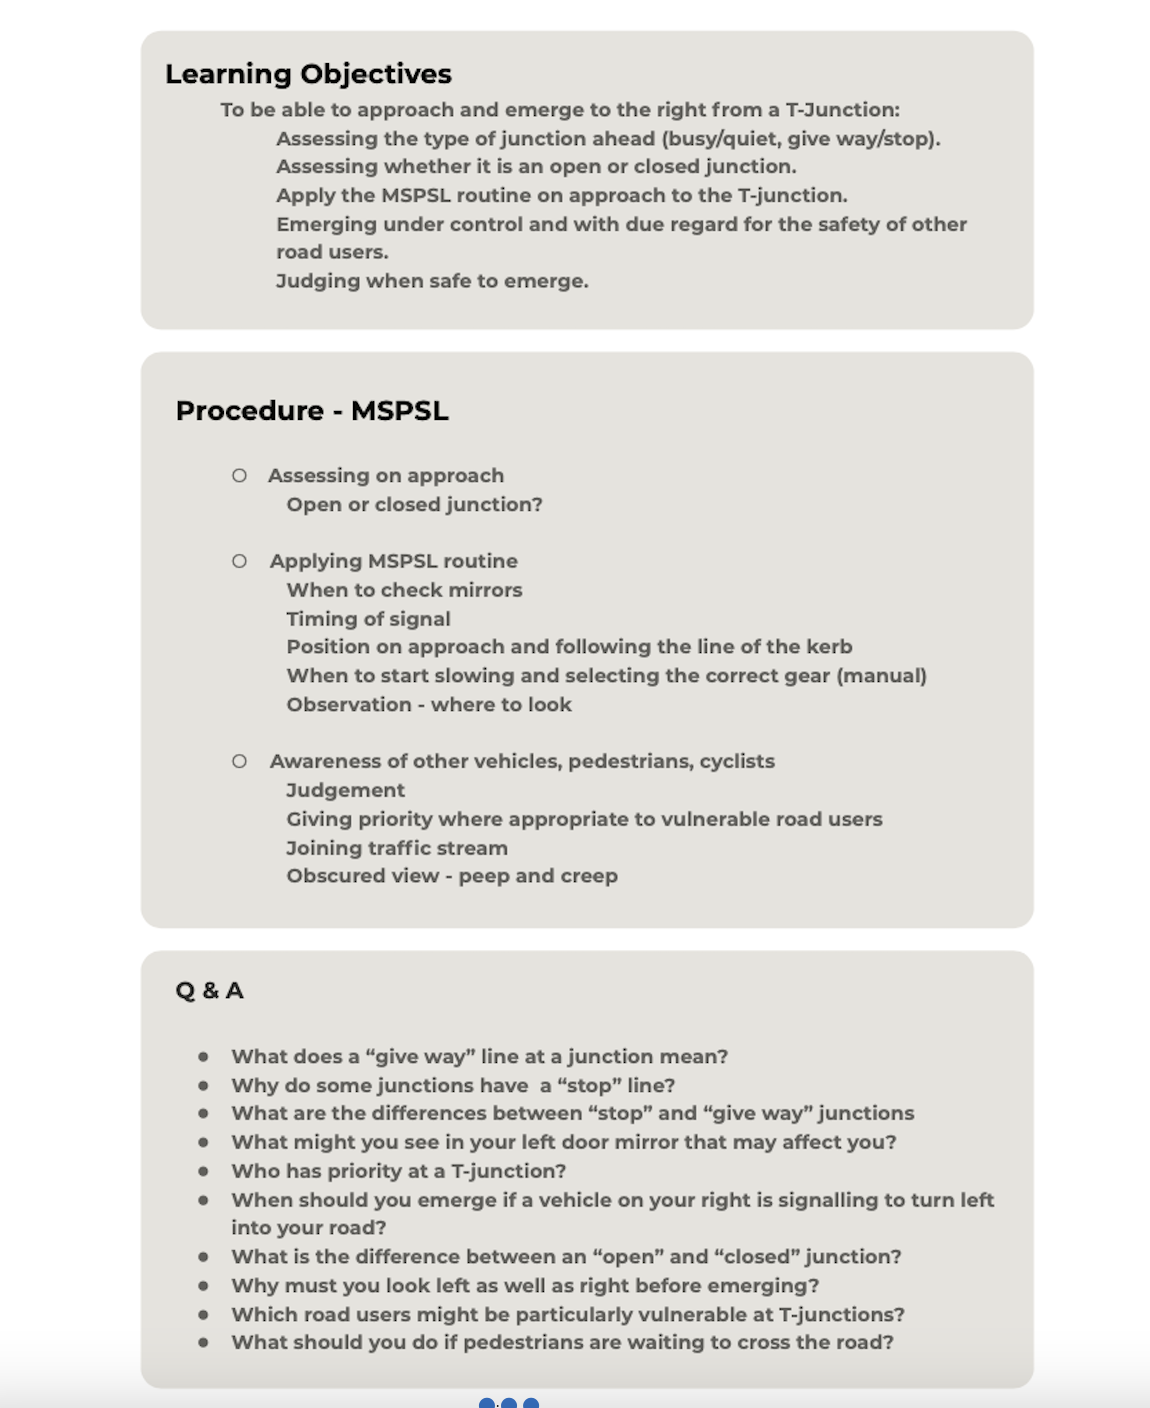 Learning Objectives
To be able to approach and emerge to the right from a T-Junction:
Assessing the type of junction ahead (busy/quiet, give way/stop).
Assessing whether it is an open or closed junction.
Apply the MSPSL routine on approach to the T-junction.
Emerging under control and with due regard for the safety of other
road users.
Judging when safe to emerge.
Procedure - MSPSL
○ Assessing on approach
Open or closed junction?
○ Applying MSPSL routine
When to check mirrors
Timing of signal
Position on approach and following the line of the kerb
When to start slowing and selecting the correct gear (manual)
Observation - where to look
○ Awareness of other vehicles, pedestrians, cyclists
Judgement
Giving priority where appropriate to vulnerable road users
Joining traffic stream
Obscured view - peep and creep
Q & A
● What does a “give way” line at a junction mean?
● Why do some junctions have  a “stop” line?
● What are the differences between “stop” and “give way” junctions
● What might you see in your left door mirror that may affect you?
● Who has priority at a T-junction?
● When should you emerge if a vehicle on your right is signalling to turn left
into your road?
● What is the difference between an “open” and “closed” junction?
● Why must you look left as well as right before emerging?
● Which road users might be particularly vulnerable at T-junctions?
● What should you do if pedestrians are waiting to cross the road?